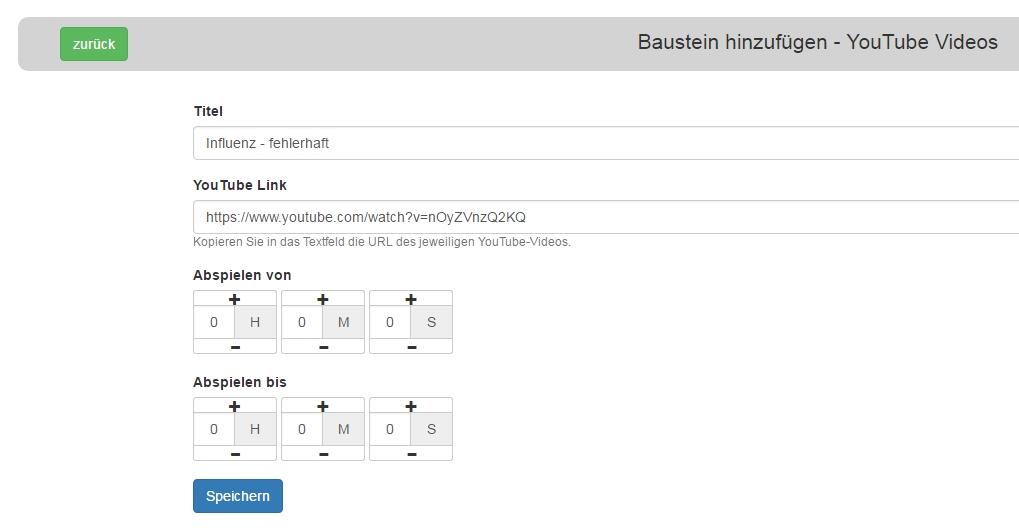 zurück
Baustein hinzufügen - YouTube Videos
Titel
Influenz - fehlerhaft
YouTube Link
https://www.youtube.com/watch?v=nOyZVnzQ2KQ
Kopieren Sie in das Textfeld die URL des jeweiligen YouTube-Videos.
Abspielen von
+ + +
0 H 0 M 0 S
- - -
Abspielen bis
+ + +
0 H 0 M 0 S
- - -
Speichern